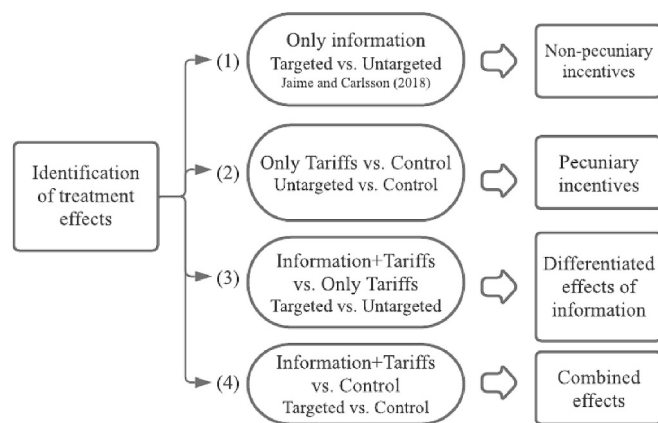 Identification
of treatment
effects
(1)
Only information
Targeted vs. Untargeted
Jaime and Carlsson (2018)
Non-pecuniary
incentives
(2)
Only Tariffs vs. Control
Untargeted vs. Control
Pecuniary
incentives
(3)
Information+Tariffs
vs. Only Tariffs
Targeted vs. Untargeted
Differentiated
effects of
information
(4)
Information+Tariffs
vs. Control
Targeted vs. Control
Combined
effects